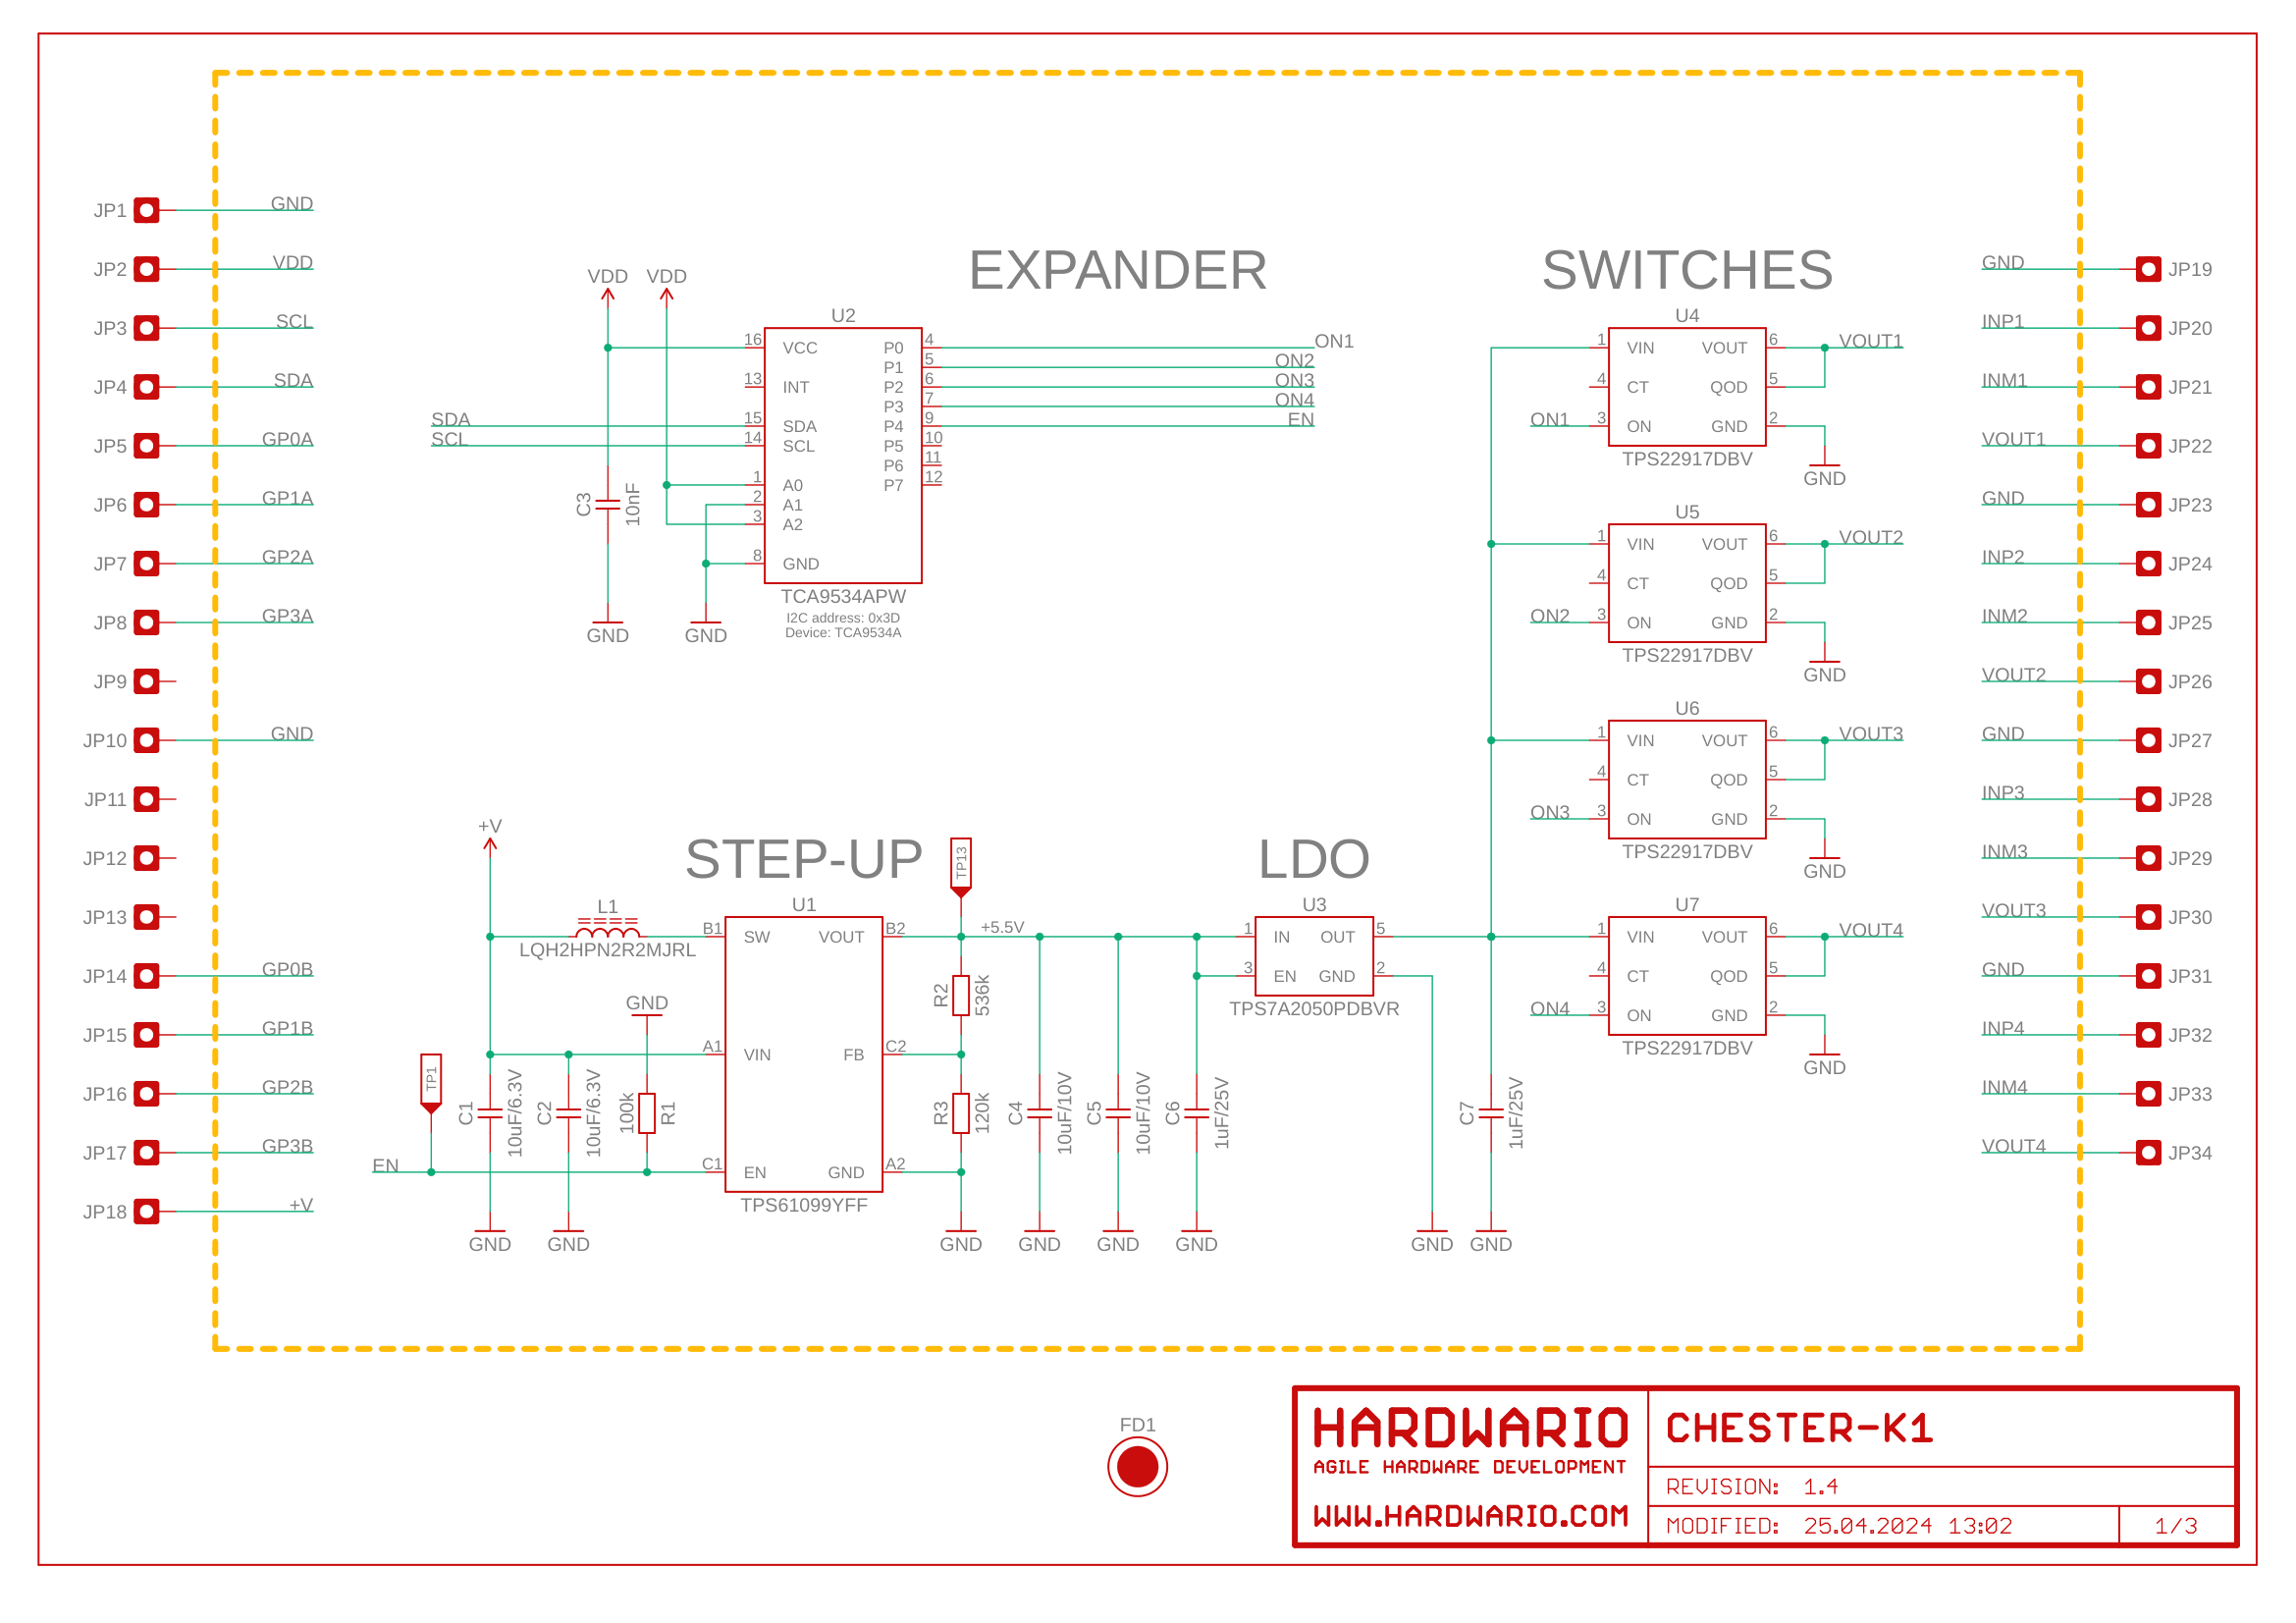 JP1 GND
JP2 VDD
JP3 SCL
JP4 SDA
JP5 GP0A
JP6 GP1A
JP7 GP2A
JP8 GP3A
JP9
JP10 GND
JP11
JP12
JP13
JP14 GP0B
JP15 GP1B
JP16 GP2B
JP17 GP3B
JP18 +V
EXPANDER
VDD VDD
U2
16 VCC P0 4 ON1
P1 5 ON2
13 INT P2 6 ON3
P3 7 ON4
SDA 15 SDA P4 9 EN
SCL 14 SCL P5 10
P6 11
1 A0 P7 12
2 A1
3 A2
8 GND
C3 10nF
GND GND
TCA9534APW
I2C address: 0x3D
Device: TCA9534A
STEP-UP
+V
L1
LQH2HPN2R2MJRL
U1
B1 SW VOUT B2
A1 VIN FB C2
C1 EN GND A2
TPS61099YFF
TP13
+5.5V
TP1
EN
GND
C1 10uF/6.3V
C2 10uF/6.3V
100k R1
R2 536k
R3 120k
C4 10uF/10V
C5 10uF/10V
C6 1uF/25V
C7 1uF/25V
GND GND GND GND GND GND GND GND
LDO
U3
1 IN OUT 5
3 EN GND 2
TPS7A2050PDBVR
SWITCHES
U4
1 VIN VOUT 6 VOUT1
4 CT QOD 5
ON1 3 ON GND 2
TPS22917DBV
GND
U5
1 VIN VOUT 6 VOUT2
4 CT QOD 5
ON2 3 ON GND 2
TPS22917DBV
GND
U6
1 VIN VOUT 6 VOUT3
4 CT QOD 5
ON3 3 ON GND 2
TPS22917DBV
GND
U7
1 VIN VOUT 6 VOUT4
4 CT QOD 5
ON4 3 ON GND 2
TPS22917DBV
GND
GND JP19
INP1 JP20
INM1 JP21
VOUT1 JP22
GND JP23
INP2 JP24
INM2 JP25
VOUT2 JP26
GND JP27
INP3 JP28
INM3 JP29
VOUT3 JP30
GND JP31
INP4 JP32
INM4 JP33
VOUT4 JP34
FD1
HARDWARIO
AGILE HARDWARE DEVELOPMENT
WWW.HARDWARIO.COM
CHESTER-K1
REVISION: 1.4
MODIFIED: 25.04.2024 13:02
1/3